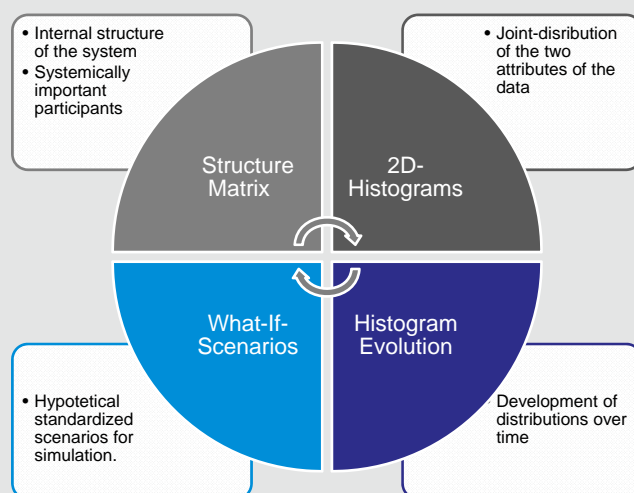 • Internal structure
of the system
• Systemically
important
participants
• Joint-disribution
of the two
attributes of the
data
Structure
Matrix
2D-
Histograms
What-If-
Scenarios
Histogram
Evolution
• Hypotetical
standardized
scenarios for
simulation.
• Development of
distributions over
time